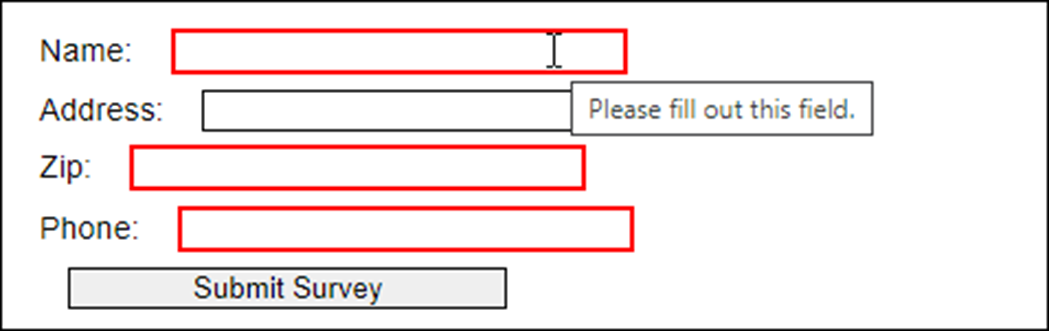 Name:
Address:
Please fill out this field.
Zip:
Phone:
Submit Survey